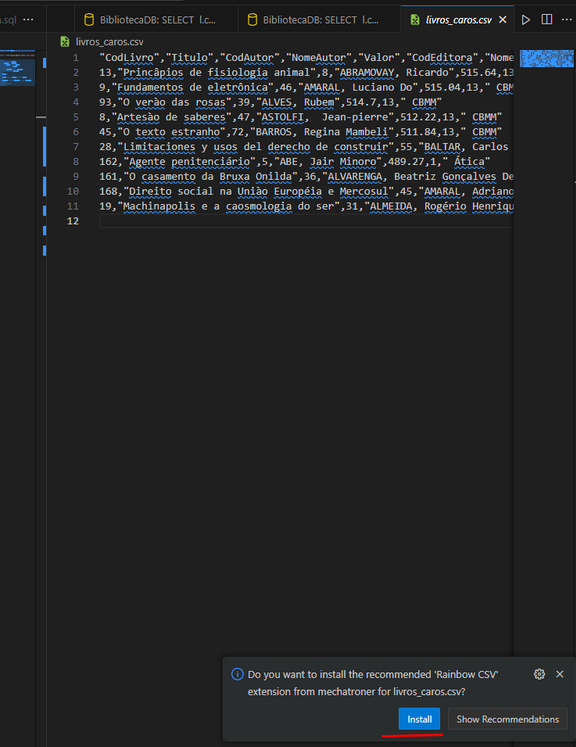 .sql ...
BibliotecaDB: SELECT l.c...
BibliotecaDB: SELECT l.c...
livros_caros.csv
livros_caros.csv
1 "CodLivro","Titulo","CodAutor","NomeAutor","Valor","CodEditora","Nome
2 13,"Princâpios de fisiologia animal",8,"ABRAMOVAY, Ricardo",515.64,13
3 9,"Fundamentos de eletrônica",46,"AMARAL, Luciano Do",515.04,13," CBM
4 93,"O verào das rosas",39,"ALVES, Rubem",514.7,13," CBMM"
5 8,"Artesào de saberes",47,"ASTOLFI, Jean-pierre",512.22,13," CBMM"
6 45,"O texto estranho",72,"BARROS, Regina Mambeli",511.84,13," CBMM"
7 28,"Limitaciones y usos del derecho de construir",55,"BALTAR, Carlos
8 162,"Agente penitenciário",5,"ABE, Jair Minoro",489.27,1," Ática"
9 161,"O casamento da Bruxa Onilda",36,"ALVARENGA, Beatriz Gonçalves De
10 168,"Direito social na Uniào Européia e Mercosul",45,"AMARAL, Adriano
11 19,"Machinapolis e a caosmologia do ser",31,"ALMEIDA, Rogério Henriqu
12
Do you want to install the recommended 'Rainbow CSV'
extension from mechatroner for livros_caros.csv?
Install
Show Recommendations